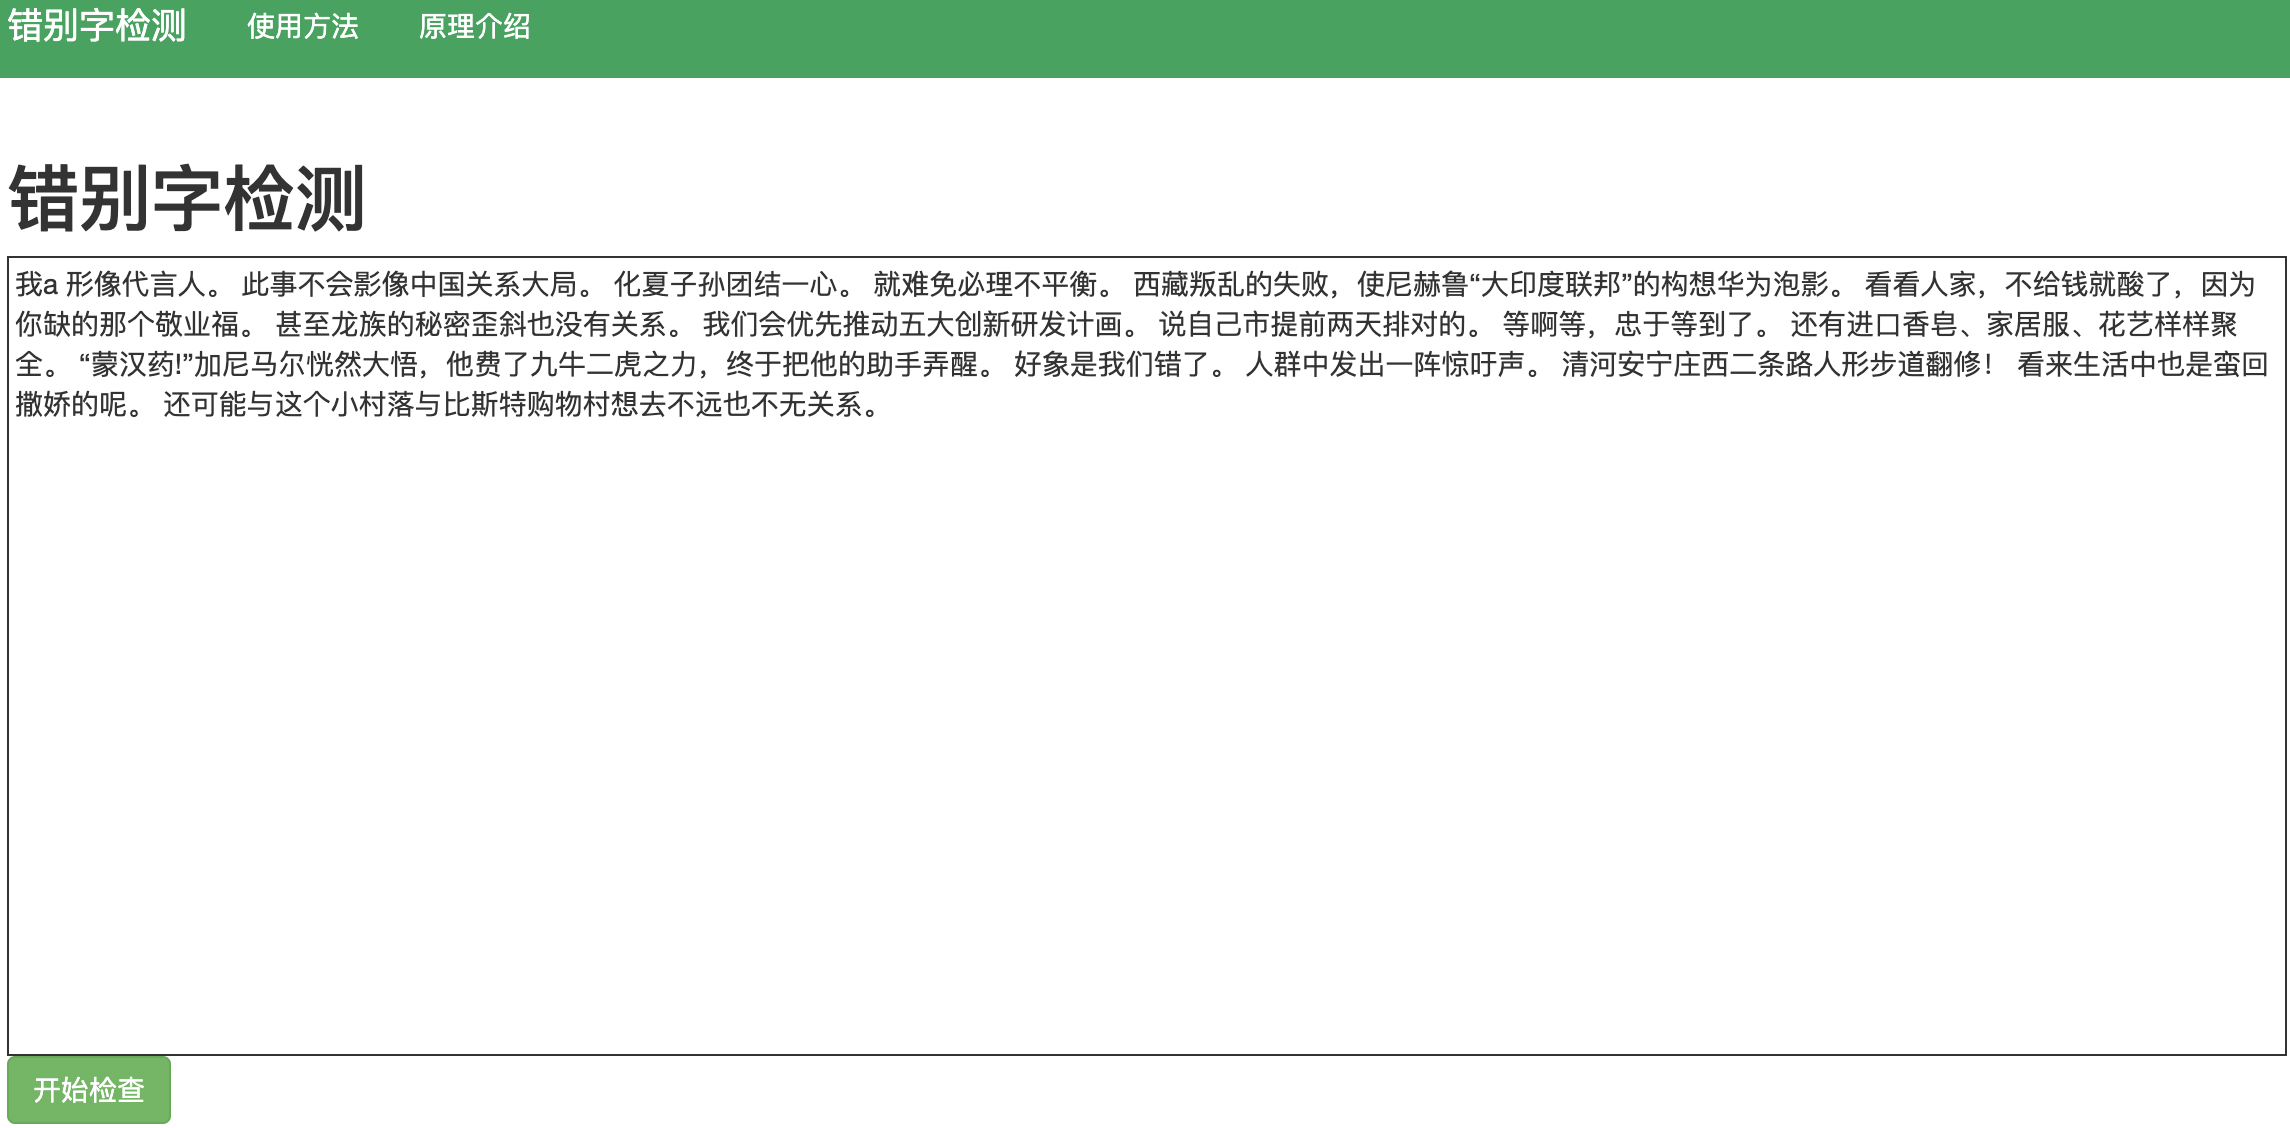 错别字检测 使用方法 原理介绍
错别字检测
我a 形像代言人。 此事不会影像中国关系大局。 化夏子孙团结一心。 就难免必理不平衡。 西藏叛乱的失败，使尼赫鲁“大印度联邦”的构想华为泡影。 看看人家，不给钱就酸了，因为
你缺的那个敬业福。 甚至龙族的秘密歪斜也没有关系。 我们会优先推动五大创新研发计画。 说自己市提前两天排对的。 等啊等，忠于等到了。 还有进口香皂、家居服、花艺样样聚
全。 “蒙汉药!”加尼马尔恍然大悟，他费了九牛二虎之力，终于把他的助手弄醒。 好象是我们错了。 人群中发出一阵惊吁声。 清河安宁庄西二条路人形步道翻修！ 看来生活中也是蛮回
撒娇的呢。 还可能与这个小村落与比斯特购物村想去不远也不无关系。
开始检查